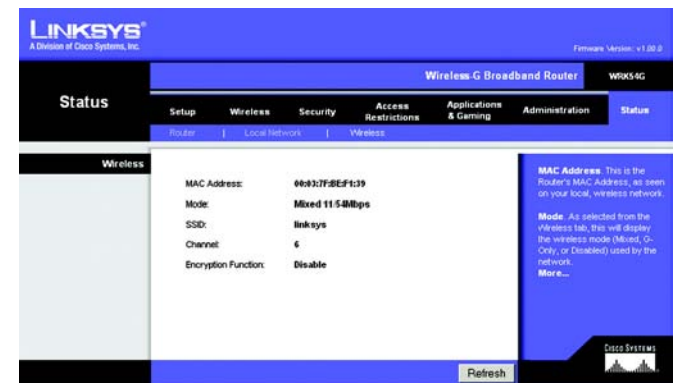 LINKSYS®
A Division of Cisco Systems, Inc.
Firmware Version: v1.00.0
Wireless-G Broadband Router WRK54G
Status
Setup Wireless Security Access Restrictions Applications & Gaming Administration Status
Router | Local Network | Wireless
Wireless
MAC Address: 00:03:7F:BE:F1:39
Mode: Mixed 11/54Mbps
SSID: linksys
Channel: 6
Encryption Function: Disable
MAC Address. This is the
Router's MAC Address, as seen
on your local, wireless network.
Mode. As selected from the
Wireless tab, this will display
the wireless mode (Mixed, G-
Only, or Disabled) used by the
network.
More...
CISCO SYSTEMS
Refresh